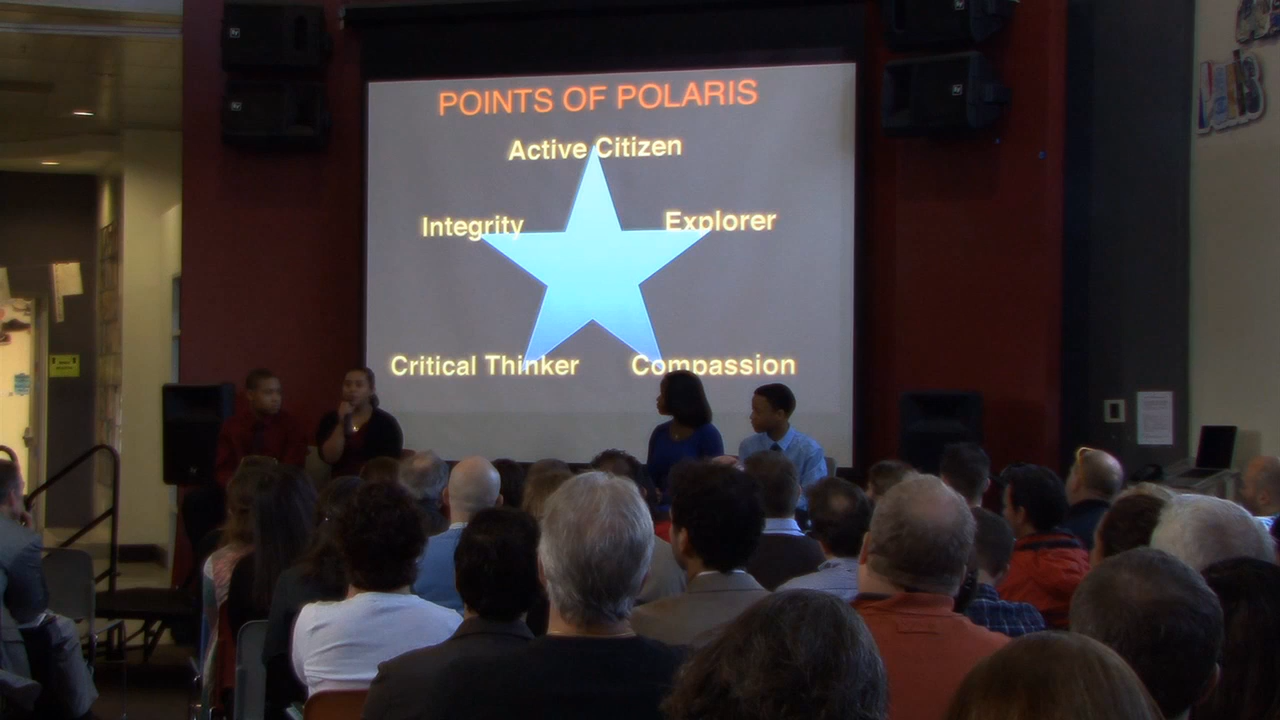 POINTS OF POLARIS
Active Citizen
Integrity
Explorer
Critical Thinker
Compassion